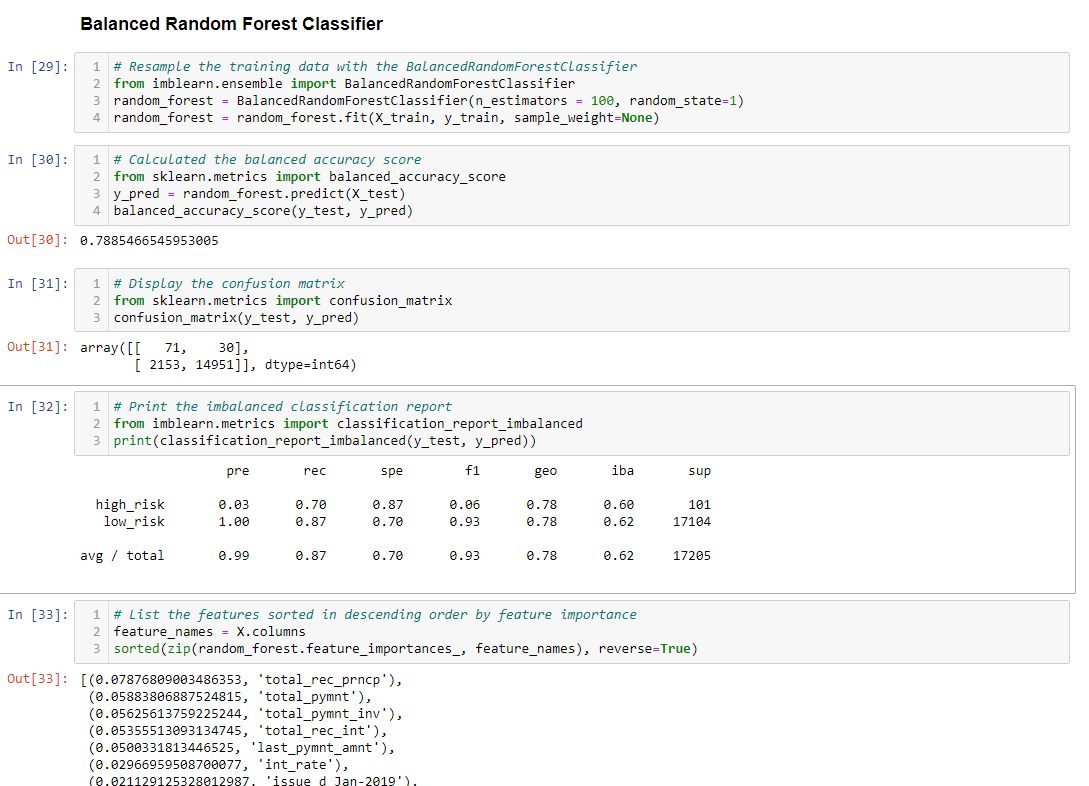 Balanced Random Forest Classifier
In [29]:
1 # Resample the training data with the BalancedRandomForestClassifier
2 from imblearn.ensemble import BalancedRandomForestClassifier
3 random_forest = BalancedRandomForestClassifier(n_estimators = 100, random_state=1)
4 random_forest = random_forest.fit(X_train, y_train, sample_weight=None)
In [30]:
1 # Calculated the balanced accuracy score
2 from sklearn.metrics import balanced_accuracy_score
3 y_pred = random_forest.predict(X_test)
4 balanced_accuracy_score(y_test, y_pred)
Out[30]: 0.7885466545953005
In [31]:
1 # Display the confusion matrix
2 from sklearn.metrics import confusion_matrix
3 confusion_matrix(y_test, y_pred)
Out[31]: array([[   71,    30],
       [ 2153, 14951]], dtype=int64)
In [32]:
1 # Print the imbalanced classification report
2 from imblearn.metrics import classification_report_imbalanced
3 print(classification_report_imbalanced(y_test, y_pred))
pre rec spe f1 geo iba sup
high_risk 0.03 0.70 0.87 0.06 0.78 0.60 101
low_risk 1.00 0.87 0.70 0.93 0.78 0.62 17104
avg / total 0.99 0.87 0.70 0.93 0.78 0.62 17205
In [33]:
1 # List the features sorted in descending order by feature importance
2 feature_names = X.columns
3 sorted(zip(random_forest.feature_importances_, feature_names), reverse=True)
Out[33]: [(0.07876809003486353, 'total_rec_prncp'),
(0.05883806887524815, 'total_pymnt'),
(0.05625613759225244, 'total_pymnt_inv'),
(0.05355513093134745, 'total_rec_int'),
(0.0500331813446525, 'last_pymnt_amnt'),
(0.02966959508700077, 'int_rate'),
(0.021129125328012987, 'issue_d_Jan-2019'),